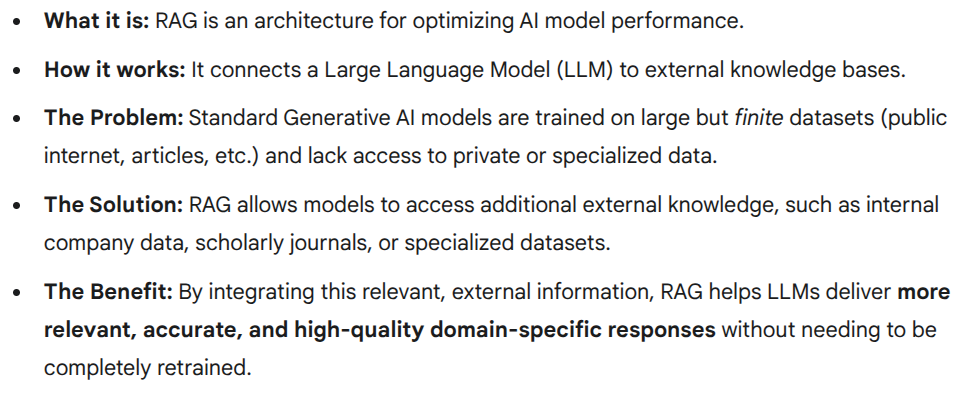 • What it is: RAG is an architecture for optimizing AI model performance.
• How it works: It connects a Large Language Model (LLM) to external knowledge bases.
• The Problem: Standard Generative AI models are trained on large but finite datasets (public
internet, articles, etc.) and lack access to private or specialized data.
• The Solution: RAG allows models to access additional external knowledge, such as internal
company data, scholarly journals, or specialized datasets.
• The Benefit: By integrating this relevant, external information, RAG helps LLMs deliver more
relevant, accurate, and high-quality domain-specific responses without needing to be
completely retrained.